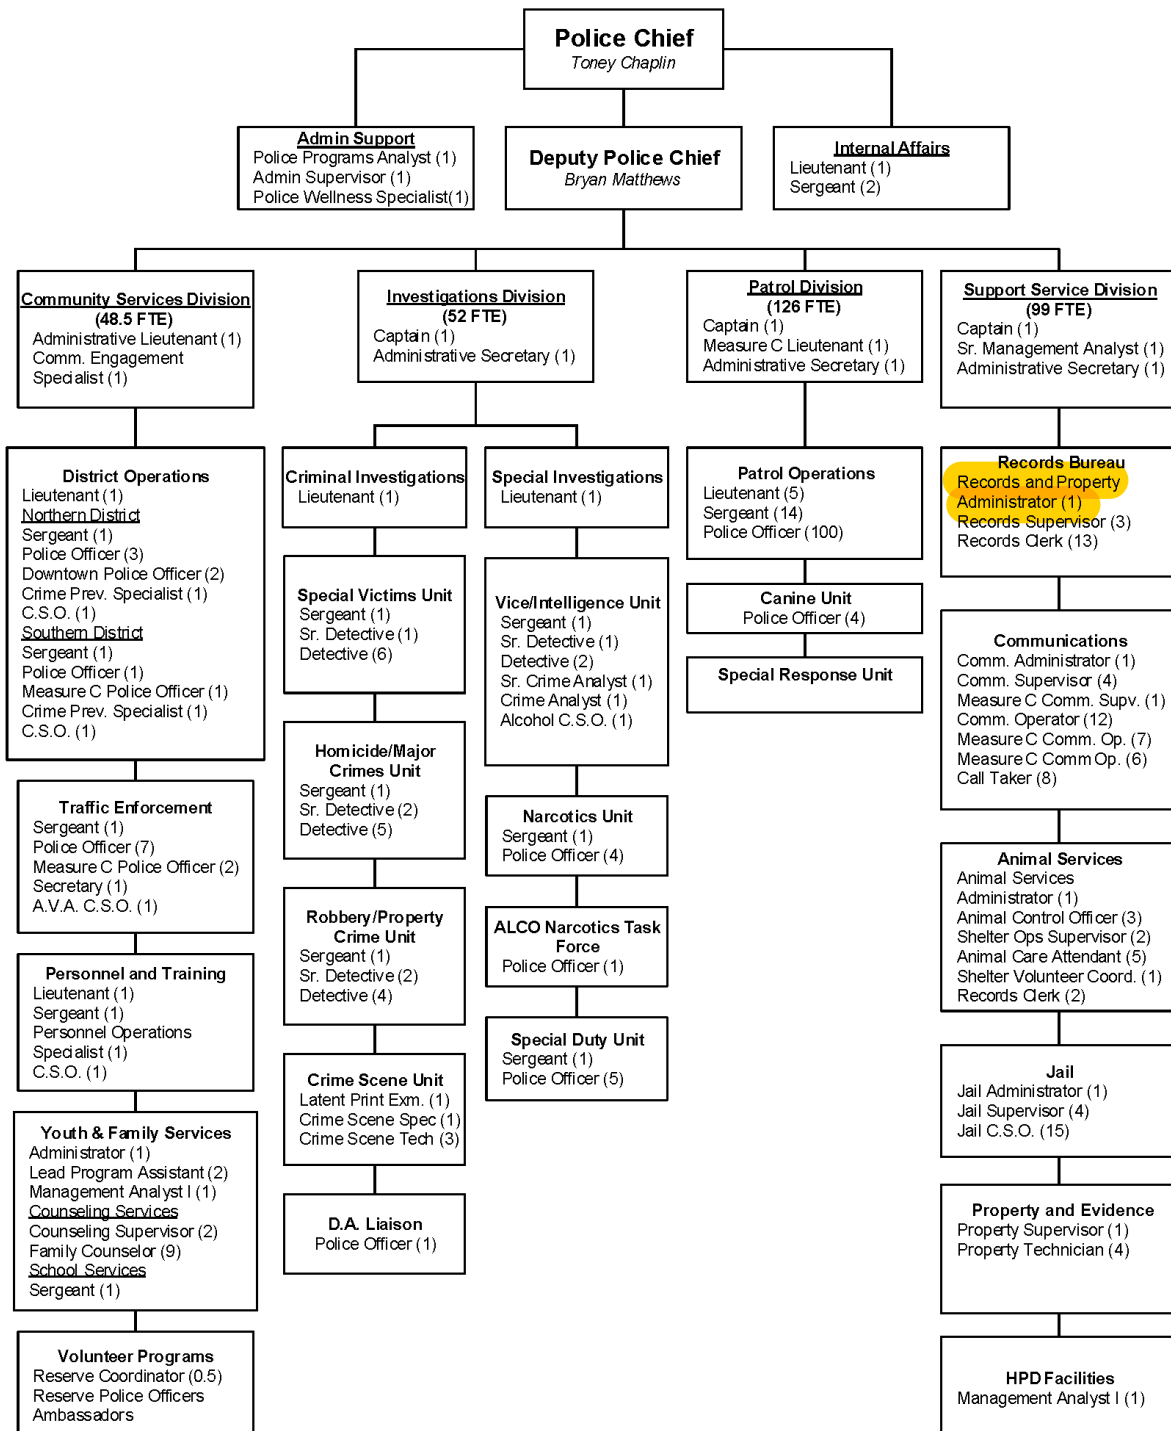 Police Chief
Toney Chaplin
Admin Support
Police Programs Analyst (1)
Admin Supervisor (1)
Police Wellness Specialist(1)
Deputy Police Chief
Bryan Matthews
Internal Affairs
Lieutenant (1)
Sergeant (2)
Community Services Division
(48.5 FTE)
Administrative Lieutenant (1)
Comm. Engagement
Specialist (1)
Investigations Division
(52 FTE)
Captain (1)
Administrative Secretary (1)
Patrol Division
(126 FTE)
Captain (1)
Measure C Lieutenant (1)
Administrative Secretary (1)
Support Service Division
(99 FTE)
Captain (1)
Sr. Management Analyst (1)
Administrative Secretary (1)
District Operations
Lieutenant (1)
Northern District
Sergeant (1)
Police Officer (3)
Downtown Police Officer (2)
Crime Prev. Specialist (1)
C.S.O. (1)
Southern District
Sergeant (1)
Police Officer (1)
Measure C Police Officer (1)
Crime Prev. Specialist (1)
C.S.O. (1)
Traffic Enforcement
Sergeant (1)
Police Officer (7)
Measure C Police Officer (2)
Secretary (1)
A.V.A. C.S.O. (1)
Personnel and Training
Lieutenant (1)
Sergeant (1)
Personnel Operations
Specialist (1)
C.S.O. (1)
Youth & Family Services
Administrator (1)
Lead Program Assistant (2)
Management Analyst I (1)
Counseling Services
Counseling Supervisor (2)
Family Counselor (9)
School Services
Sergeant (1)
Volunteer Programs
Reserve Coordinator (0.5)
Reserve Police Officers
Ambassadors
Criminal Investigations
Lieutenant (1)
Special Victims Unit
Sergeant (1)
Sr. Detective (1)
Detective (6)
Homicide/Major
Crimes Unit
Sergeant (1)
Sr. Detective (2)
Detective (5)
Robbery/Property
Crime Unit
Sergeant (1)
Sr. Detective (2)
Detective (4)
Crime Scene Unit
Latent Print Exm. (1)
Crime Scene Spec (1)
Crime Scene Tech (3)
D.A. Liaison
Police Officer (1)
Special Investigations
Lieutenant (1)
Vice/Intelligence Unit
Sergeant (1)
Sr. Detective (1)
Detective (2)
Sr. Crime Analyst (1)
Crime Analyst (1)
Alcohol C.S.O. (1)
Narcotics Unit
Sergeant (1)
Police Officer (4)
ALCO Narcotics Task
Force
Police Officer (1)
Special Duty Unit
Sergeant (1)
Police Officer (5)
Patrol Operations
Lieutenant (5)
Sergeant (14)
Police Officer (100)
Canine Unit
Police Officer (4)
Special Response Unit
Records Bureau
Records and Property
Administrator (1)
Records Supervisor (3)
Records Clerk (13)
Communications
Comm. Administrator (1)
Comm. Supervisor (4)
Measure C Comm. Supv. (1)
Comm. Operator (12)
Measure C Comm. Op. (7)
Measure C Comm Op. (6)
Call Taker (8)
Animal Services
Animal Services
Administrator (1)
Animal Control Officer (3)
Shelter Ops Supervisor (2)
Animal Care Attendant (5)
Shelter Volunteer Coord. (1)
Records Clerk (2)
Jail
Jail Administrator (1)
Jail Supervisor (4)
Jail C.S.O. (15)
Property and Evidence
Property Supervisor (1)
Property Technician (4)
HPD Facilities
Management Analyst I (1)